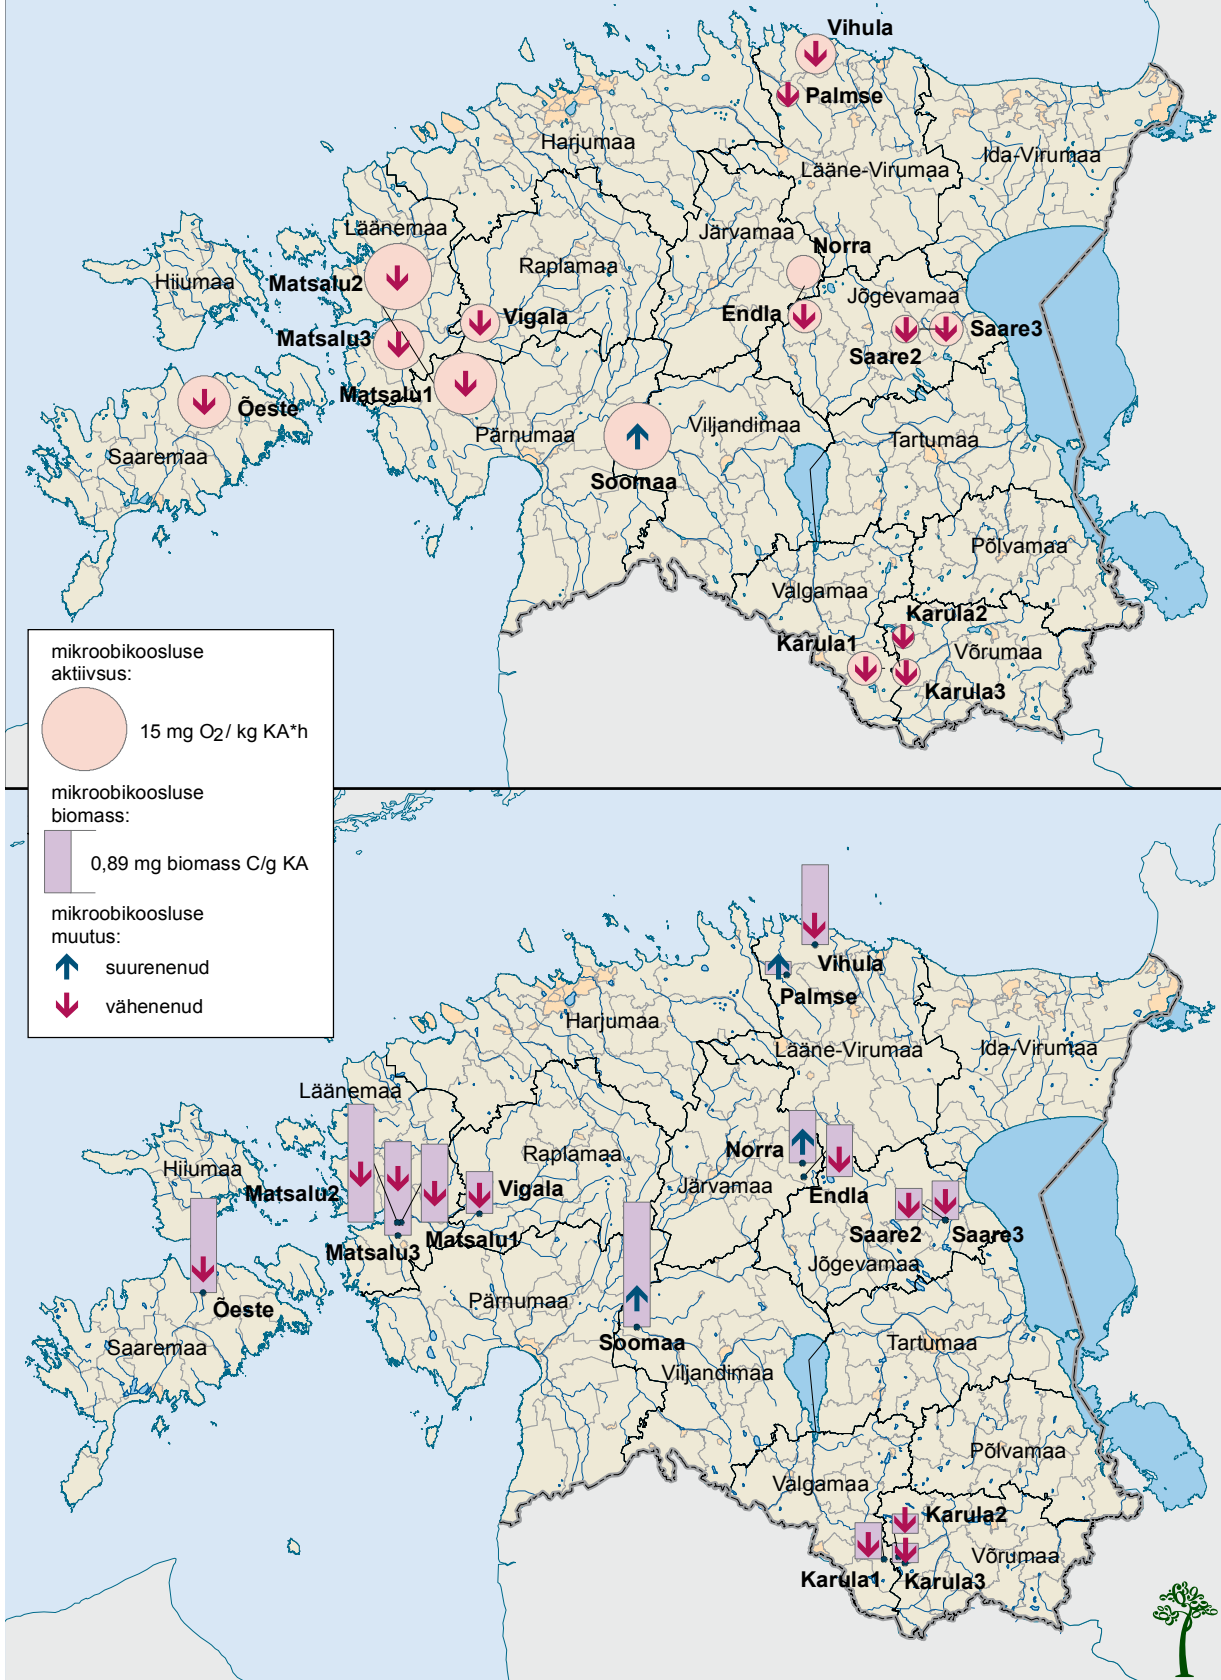 Vihula
Palmse
Harjumaa
Ida-Virumaa
Lääne-Virumaa
Läänemaa
Järvamaa
Norra
Raplamaa
Hiiumaa
Matsalu2
Jõgevamaa
Endla
Vigala
Saare3
Matsalu3
Saare2
Matsalu1
Õeste
Pärnumaa
Viljandimaa
Tartumaa
Saaremaa
Soomaa
Põlvamaa
Valgamaa
Karula2
Karula1
Võrumaa
Karula3
mikroobikoosluse
aktiivsus:
15 mg O2/ kg KA*h
mikroobikoosluse
biomass:
0,89 mg biomass C/g KA
mikroobikoosluse
muutus:
suurenenud
vähenenud
Vihula
Palmse
Harjumaa
Lääne-Virumaa
Ida-Virumaa
Läänemaa
Norra
Raplamaa
Hiiumaa
Järvamaa
Matsalu2
Vigala
Endla
Saare2
Saare3
Matsalu3
Matsalu1
Jõgevamaa
Õeste
Pärnumaa
Soomaa
Saaremaa
Tartumaa
Viljandimaa
Põlvamaa
Valgamaa
Karula2
Võrumaa
Karula1
Karula3